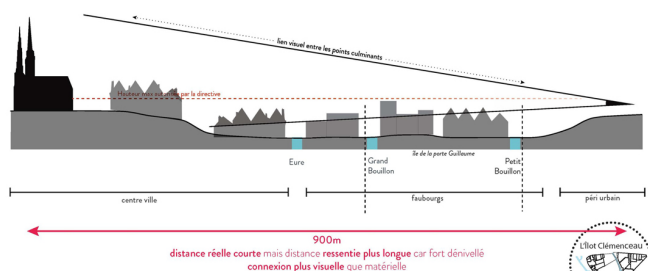 lien visuel entre les points culminants
Hauteur max autorisée par la directive
île de la porte Guillaume
Eure
Grand
Bouillon
Petit
Bouillon
centre ville
faubourgs
péri urbain
900m
distance réelle courte mais distance ressentie plus longue car fort dénivellé
connexion plus visuelle que matérielle
L'Îlot Clémenceau